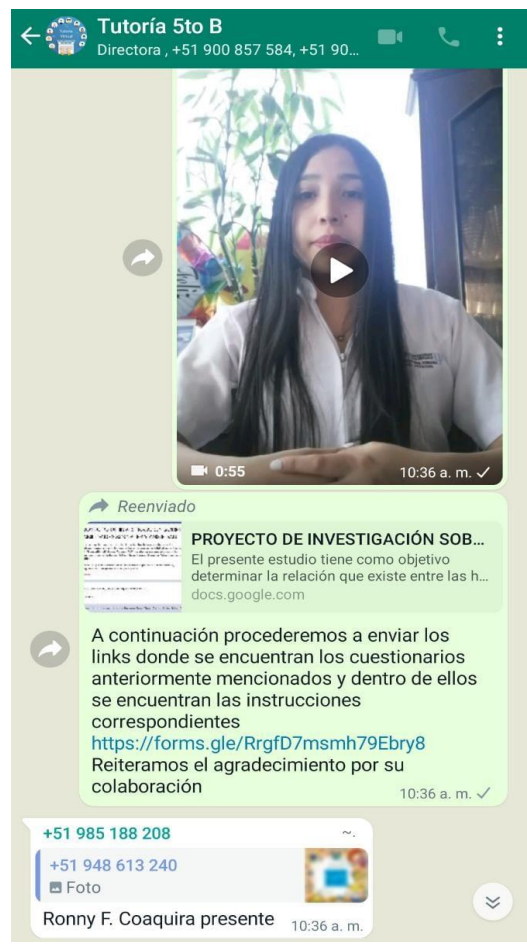 Tutoría 5to B
Directora , +51 900 857 584, +51 90...
0:55
10:36 a. m.
Reenviado
PROYECTO DE INVESTIGACIÓN SOB...
El presente estudio tiene como objetivo
determinar la relación que existe entre las h...
docs.google.com
A continuación procederemos a enviar los
links donde se encuentran los cuestionarios
anteriormente mencionados y dentro de ellos
se encuentran las instrucciones
correspondientes
https://forms.gle/RrgfD7msmh79Ebry8
Reiteramos el agradecimiento por su
colaboración
10:36 a. m.
+51 985 188 208 ~.
+51 948 613 240
Foto
Ronny F. Coaquira presente
10:36 a. m.